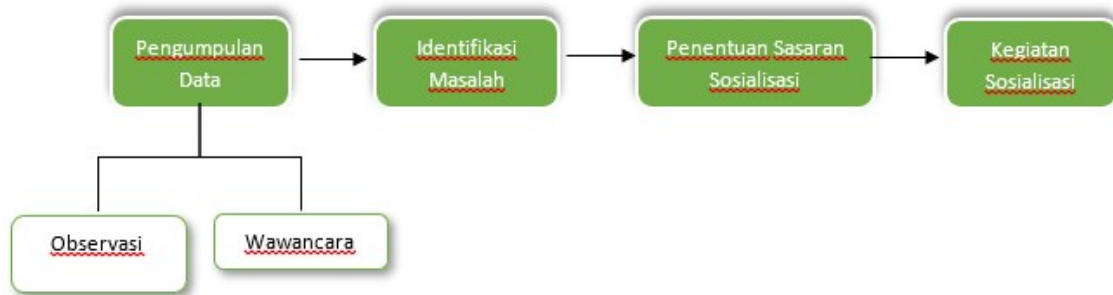 Pengumpulan
Data
Identifikasi
Masalah
Penentuan Sasaran
Sosialisasi
Kegiatan
Sosialisasi
Observasi
Wawancara